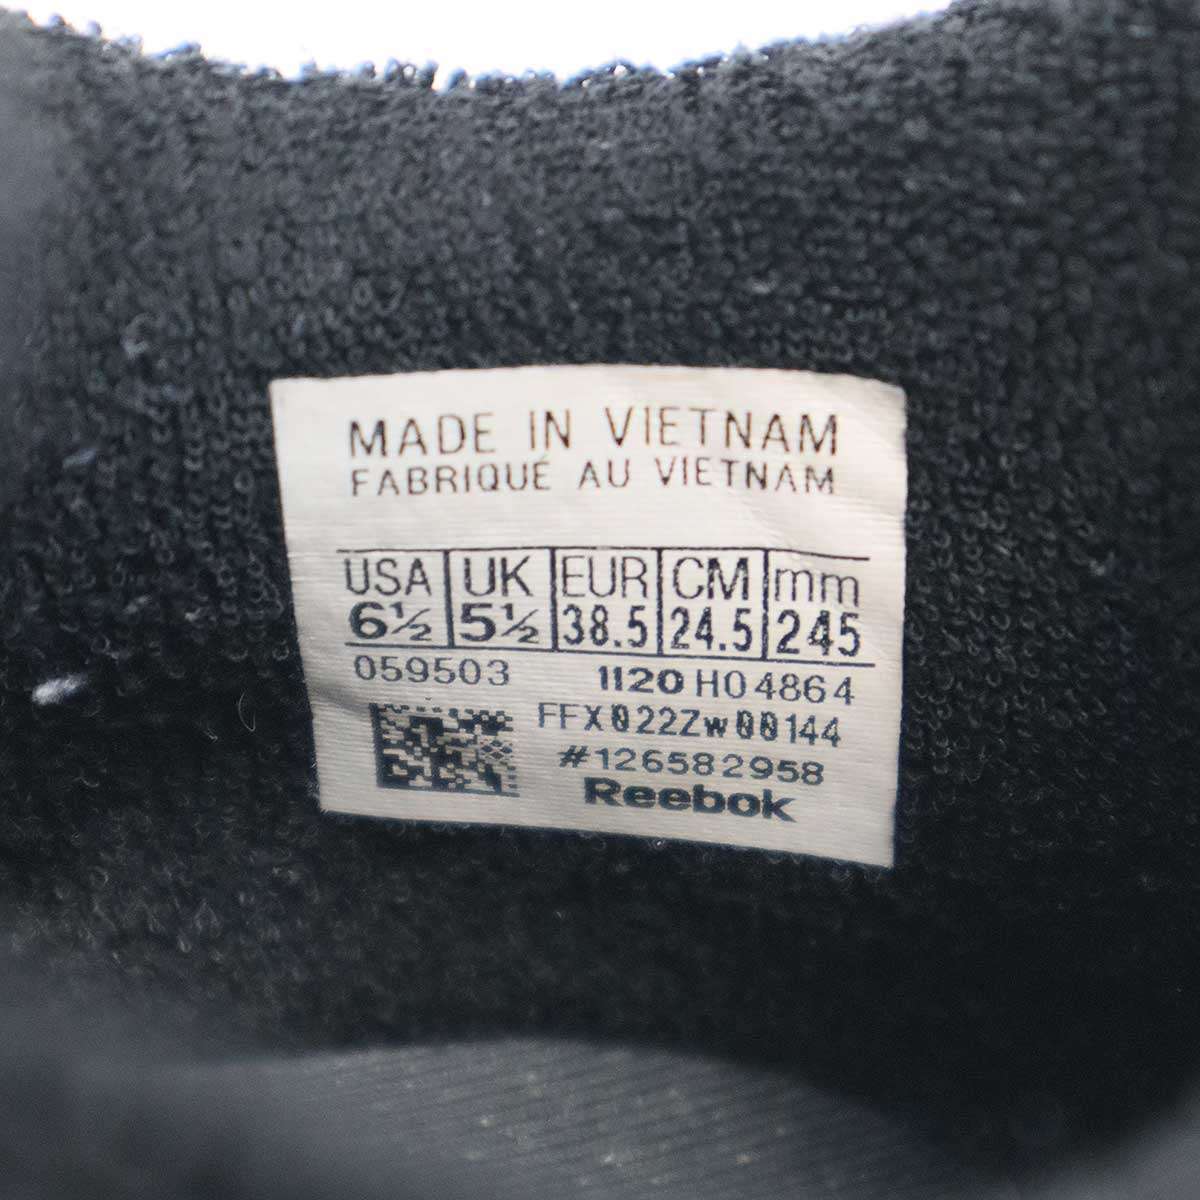 MADE IN VIETNAM
FABRIQUÉ AU VIETNAM
USA UK EUR CM mm
6½ 5½ 38.5 24.5 245
059503 1120 H04864
FFX022Zw00144
#126582958
Reebok